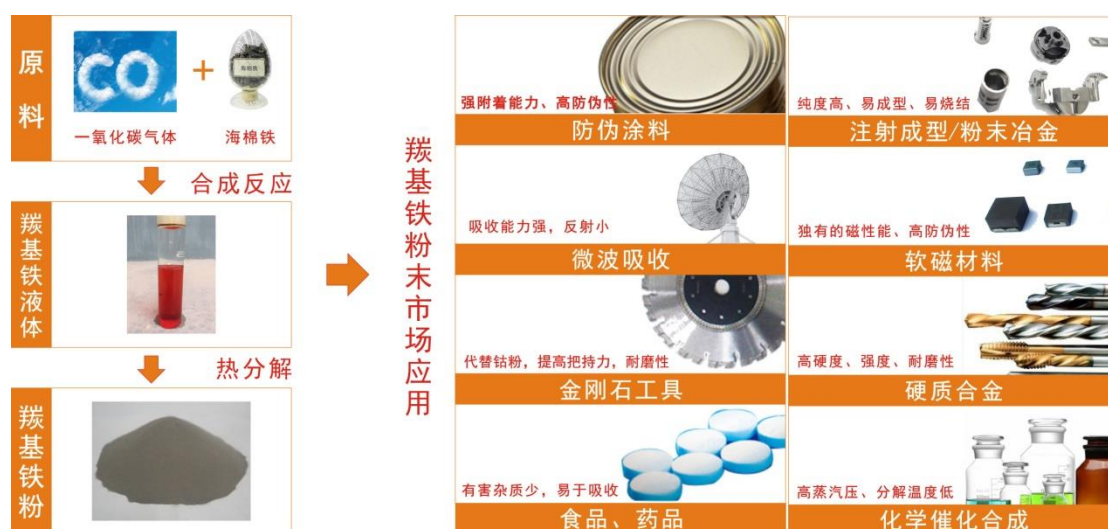 原料
CO
+
海绵铁
一氧化碳气体
海绵铁
合成反应
羰基铁液体
热分解
羰基铁粉
羰基铁粉末市场应用
强附着能力、高防伪性
防伪涂料
纯度高、易成型、易烧结
注射成型/粉末冶金
吸收能力强，反射小
微波吸收
独有的磁性能、高防伪性
软磁材料
代替钴粉，提高把持力，耐磨性
金刚石工具
高硬度、强度、耐磨性
硬质合金
有害杂质少，易于吸收
食品、药品
高蒸汽压、分解温度低
化学催化合成